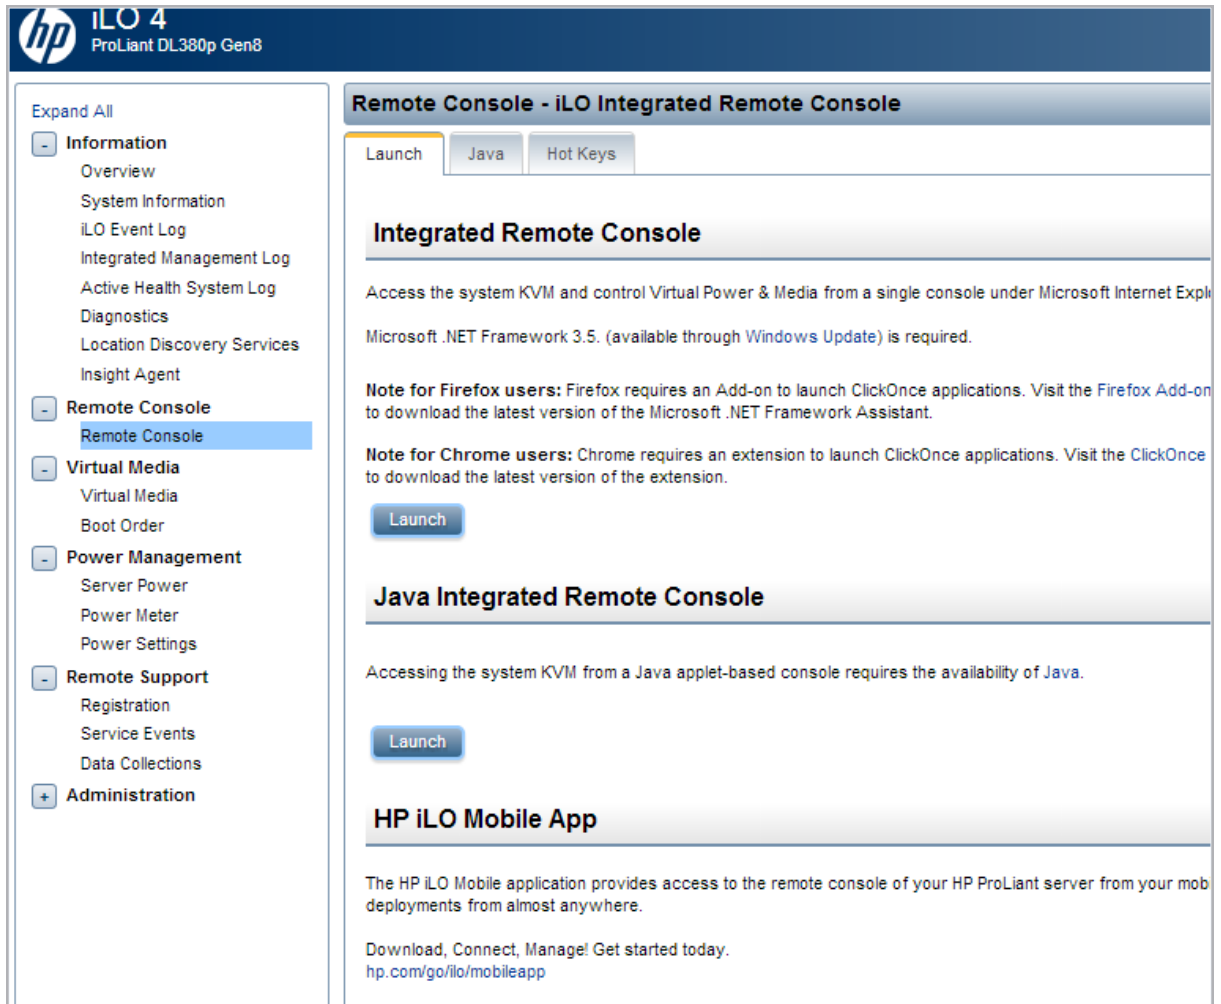 hp
iLO 4
ProLiant DL380p Gen8
Expand All
- Information
Overview
System Information
iLO Event Log
Integrated Management Log
Active Health System Log
Diagnostics
Location Discovery Services
Insight Agent
- Remote Console
Remote Console
- Virtual Media
Virtual Media
Boot Order
- Power Management
Server Power
Power Meter
Power Settings
- Remote Support
Registration
Service Events
Data Collections
+ Administration
Remote Console - iLO Integrated Remote Console
Launch Java Hot Keys
Integrated Remote Console
Access the system KVM and control Virtual Power & Media from a single console under Microsoft Internet Explo
Microsoft .NET Framework 3.5. (available through Windows Update) is required.
Note for Firefox users: Firefox requires an Add-on to launch ClickOnce applications. Visit the Firefox Add-on
to download the latest version of the Microsoft .NET Framework Assistant.
Note for Chrome users: Chrome requires an extension to launch ClickOnce applications. Visit the ClickOnce
to download the latest version of the extension.
Launch
Java Integrated Remote Console
Accessing the system KVM from a Java applet-based console requires the availability of Java.
Launch
HP iLO Mobile App
The HP iLO Mobile application provides access to the remote console of your HP ProLiant server from your mob
deployments from almost anywhere.
Download, Connect, Manage! Get started today.
hp.com/go/ilo/mobileapp